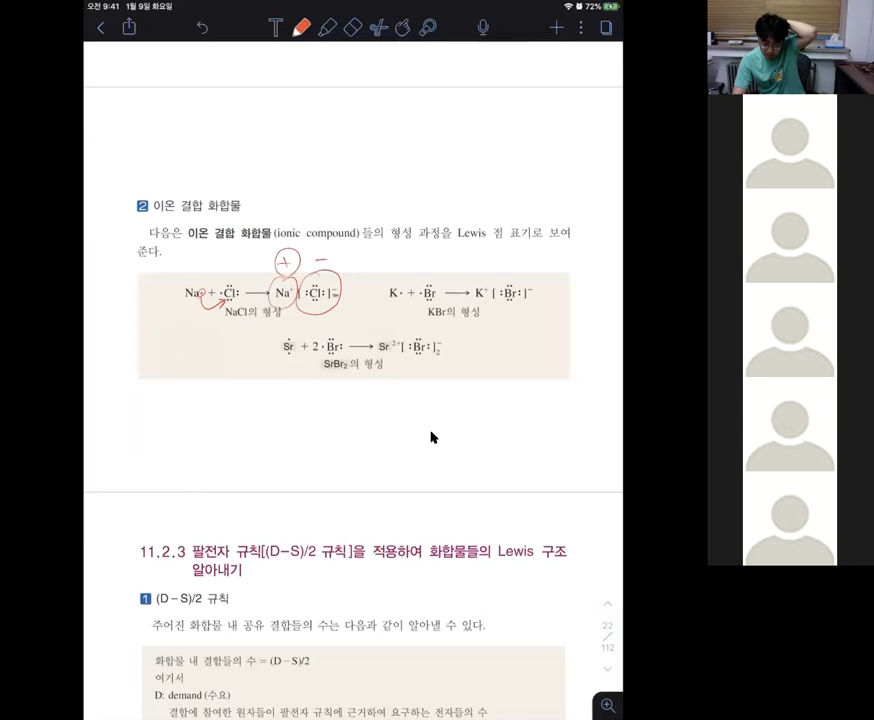 오전 9:41 1월 9일 화요일 72%
2 이온 결합 화합물
다음은 이온 결합 화합물(ionic compound)들의 형성 과정을 Lewis 점 표기로 보여
준다.
+ −
Na· + ·Cl: ⟶ Na⁺[:Cl:]⁻ K· + ·Br: ⟶ K⁺[:Br:]⁻
NaCl의 형성 KBr의 형성
Sr + 2·Br: ⟶ Sr²⁺[:Br:]₂⁻
SrBr₂의 형성
11.2.3 팔전자 규칙[(D−S)/2 규칙]을 적용하여 화합물들의 Lewis 구조
알아내기
1 (D−S)/2 규칙
주어진 화합물 내 공유 결합들의 수는 다음과 같이 알아낼 수 있다.
22
/
112
화합물 내 결합들의 수 = (D−S)/2
여기서
D: demand (수요)
결합에 참여한 원자들이 팔전자 규칙에 근거하여 요구하는 전자들의 수